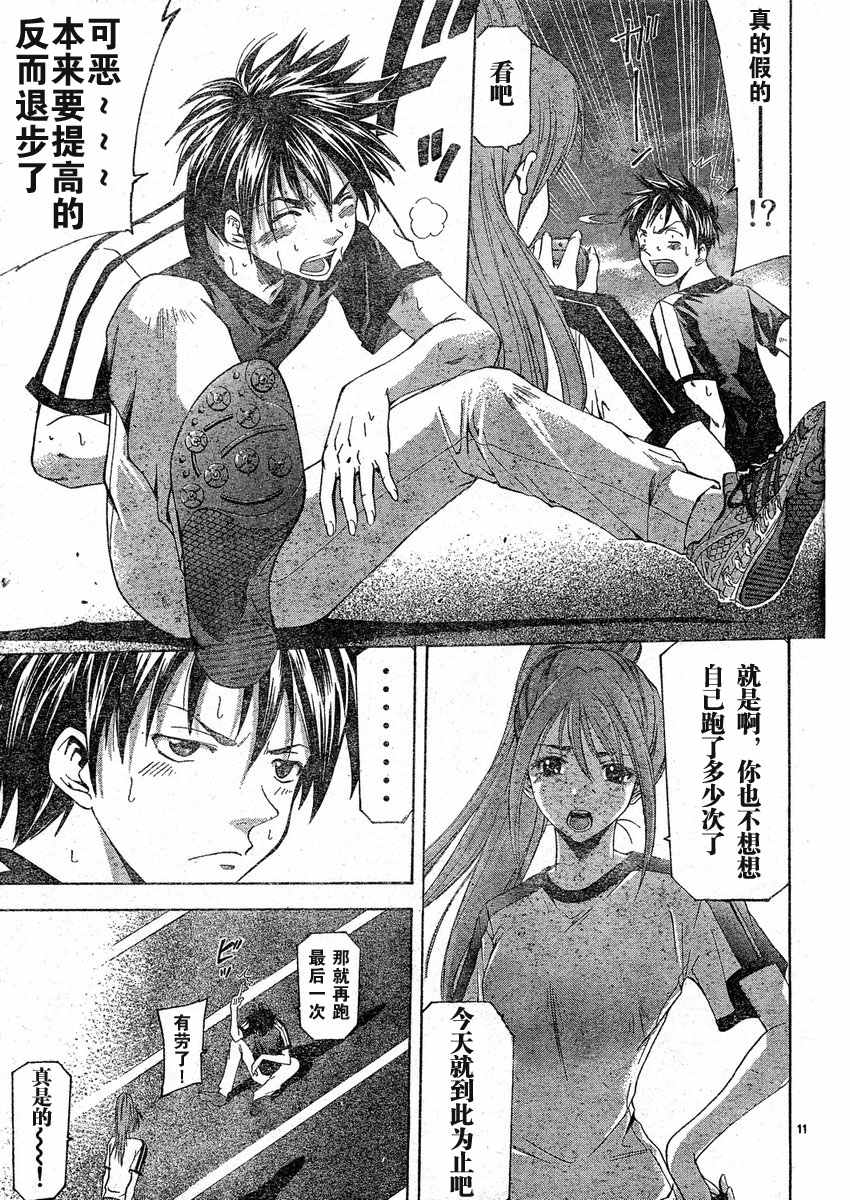 真的假的——!?
看吧
可恶~~~
本来要提高的
反而退步了
就是啊，你也不想想
自己跑了多少次了
今天就到此为止吧
・・・・・・・
那就再跑
最后一次
有劳了!
真是的~~!
11